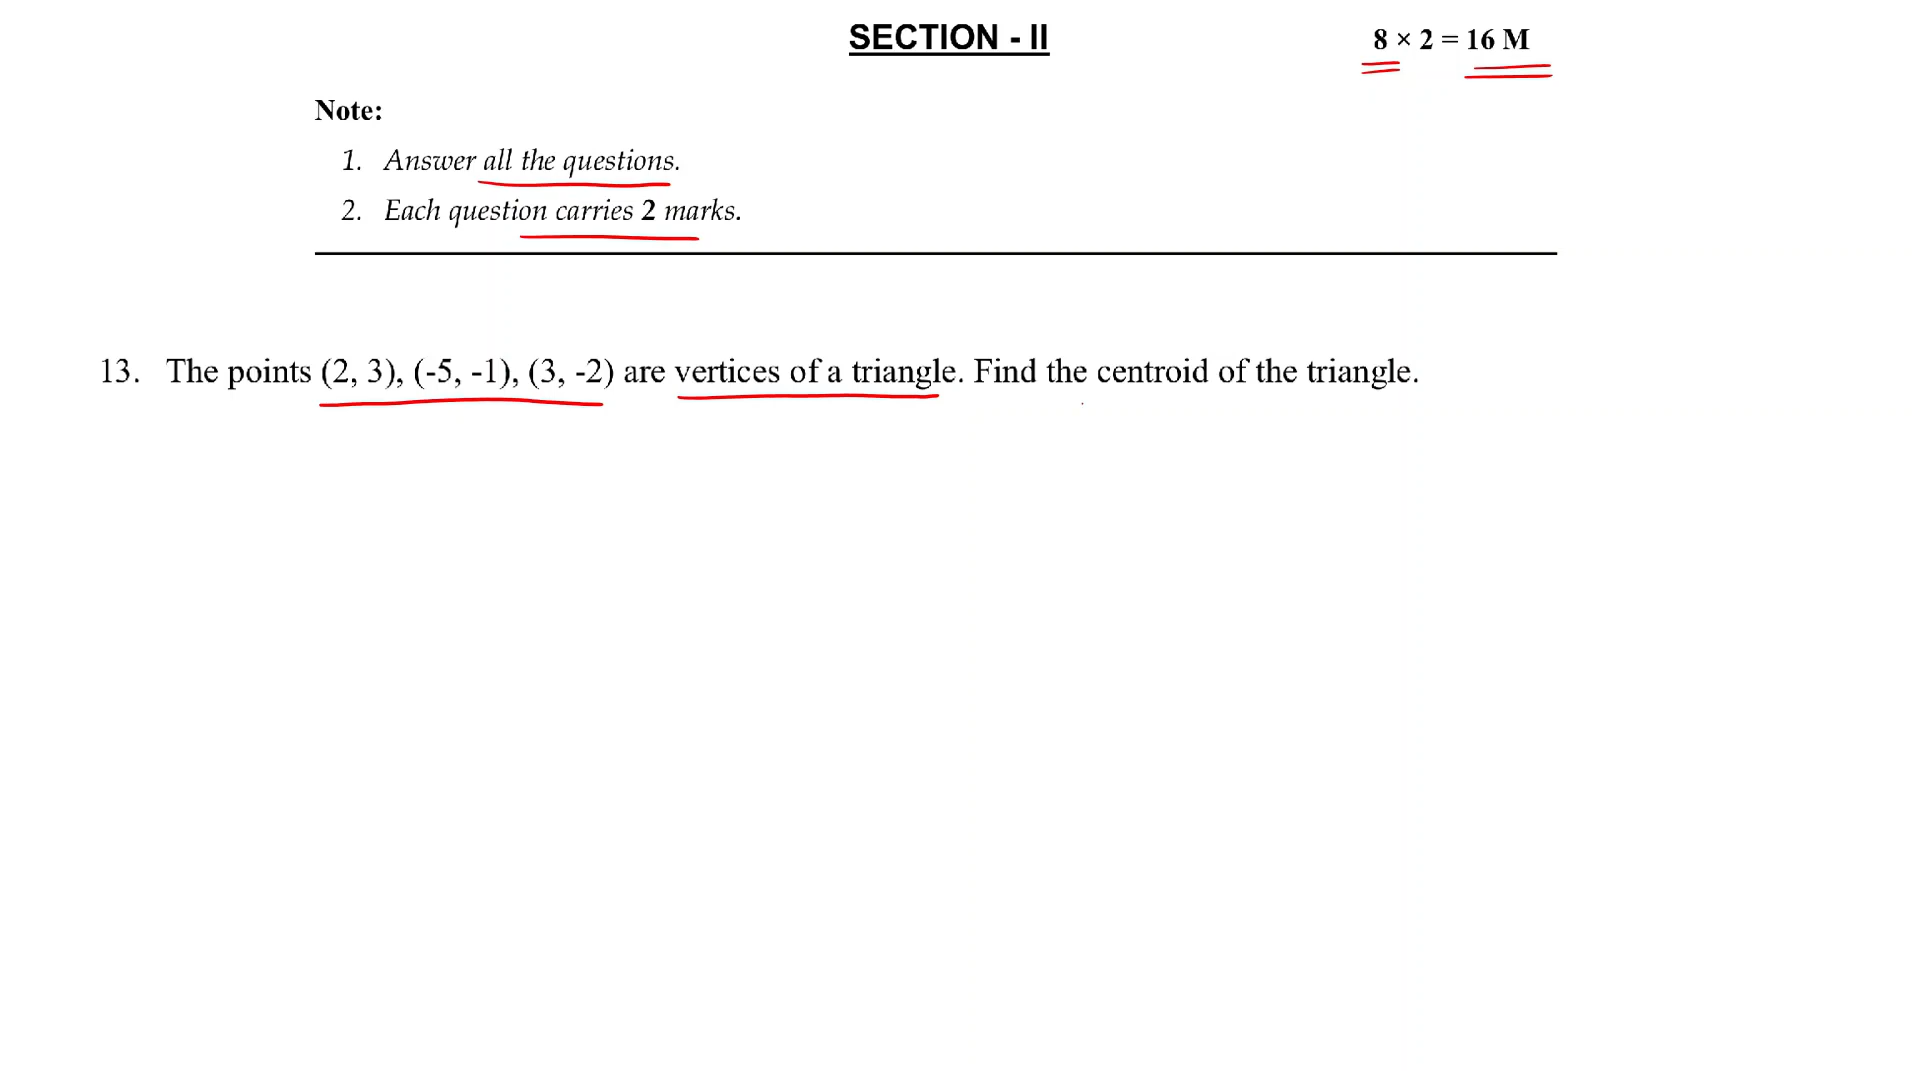 SECTION - II
8 × 2 = 16 M
Note:
1. Answer all the questions.
2. Each question carries 2 marks.
13. The points (2, 3), (-5, -1), (3, -2) are vertices of a triangle. Find the centroid of the triangle.